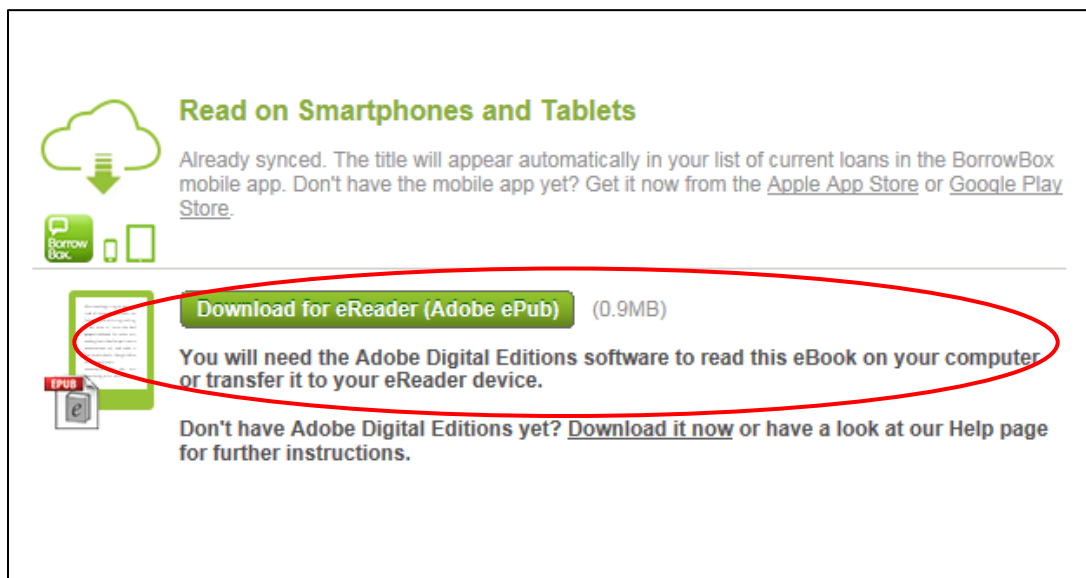 Read on Smartphones and Tablets
Already synced. The title will appear automatically in your list of current loans in the BorrowBox
mobile app. Don't have the mobile app yet? Get it now from the Apple App Store or Google Play
Store.
Borrow
Box.
Download for eReader (Adobe ePub) (0.9MB)
You will need the Adobe Digital Editions software to read this eBook on your computer
or transfer it to your eReader device.
EPUB
e
Don't have Adobe Digital Editions yet? Download it now or have a look at our Help page
for further instructions.